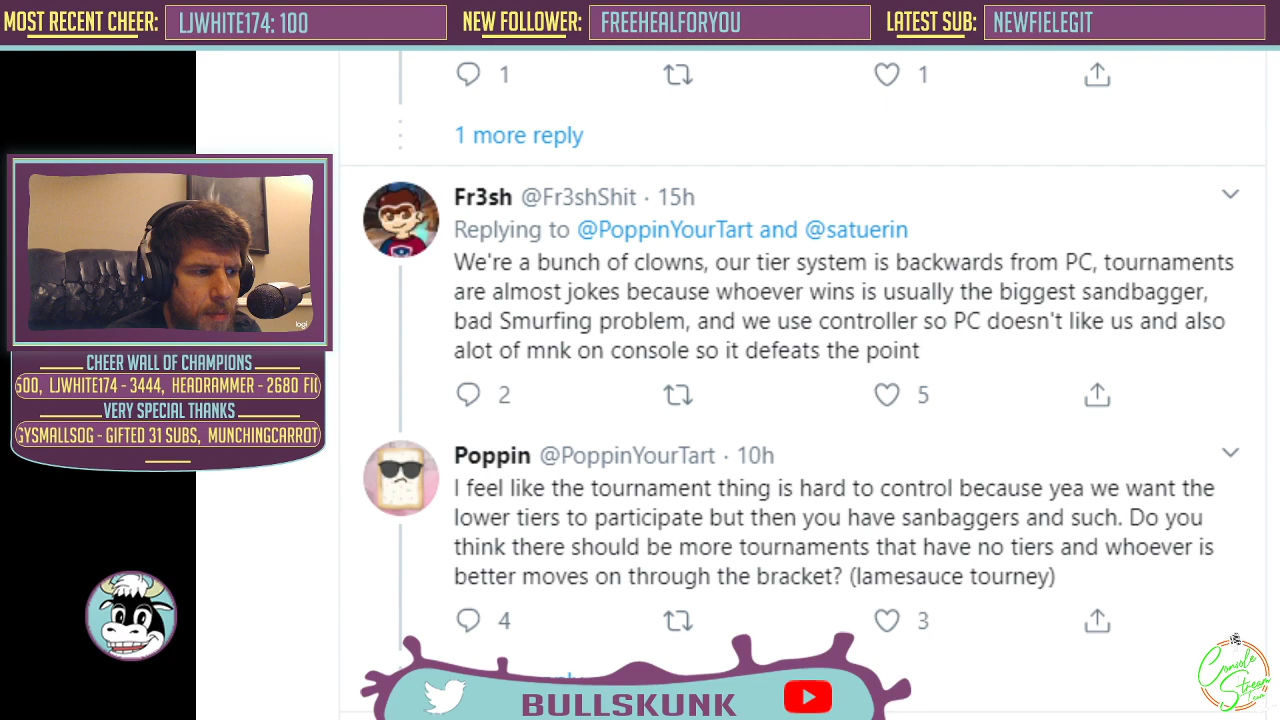 MOST RECENT CHEER: LJWHITE174: 100 NEW FOLLOWER: FREEHEALFORYOU LATEST SUB: NEWFIELEGIT
1 1
1 more reply
Fr3sh @Fr3shShit · 15h
Replying to @PoppinYourTart and @satuerin
We're a bunch of clowns, our tier system is backwards from PC, tournaments
are almost jokes because whoever wins is usually the biggest sandbagger,
bad Smurfing problem, and we use controller so PC doesn't like us and also
alot of mnk on console so it defeats the point
2 5
Poppin @PoppinYourTart · 10h
I feel like the tournament thing is hard to control because yea we want the
lower tiers to participate but then you have sanbaggers and such. Do you
think there should be more tournaments that have no tiers and whoever is
better moves on through the bracket? (lamesauce tourney)
4 3
logi
CHEER WALL OF CHAMPIONS
500, LJWHITE174 - 3444, HEADRAMMER - 2680 FI
VERY SPECIAL THANKS
GYSMALLSOG - GIFTED 31 SUBS, MUNCHINGCARROT
BULLSKUNK
Console
Stream
.com